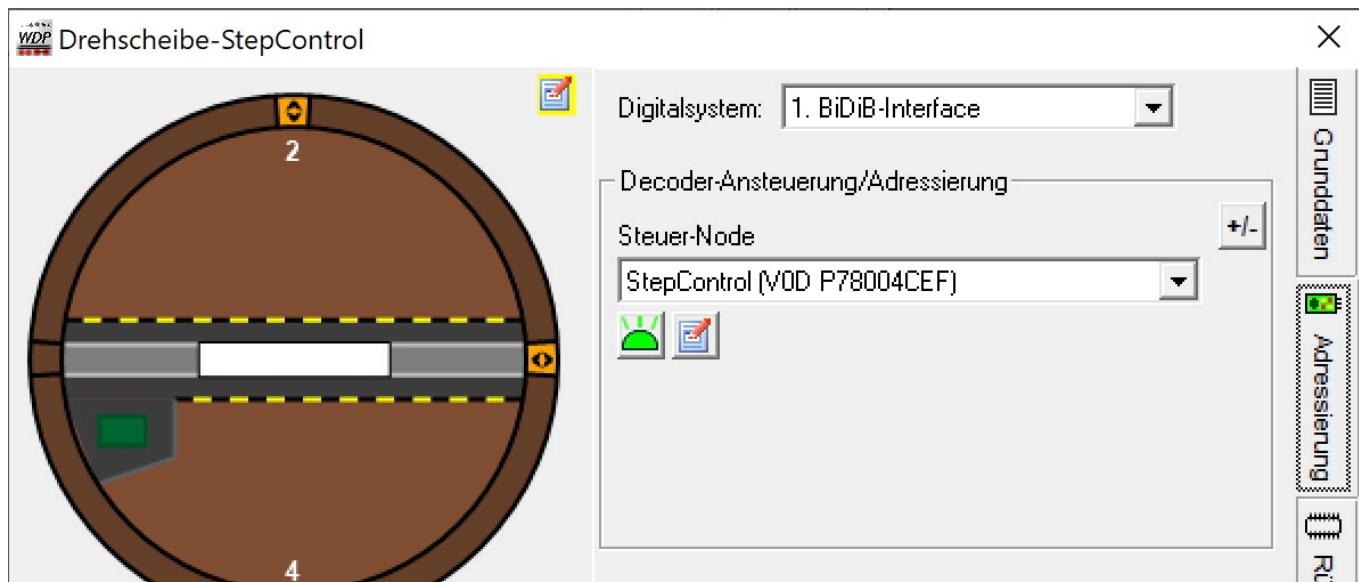 WDP
Drehscheibe-StepControl
2
4
Digitalsystem:
1. BiDiB-Interface
Decoder-Ansteuerung/Adressierung
+/-
Steuer-Node
StepControl (V0D P78004CEF)
Grunddaten
Adressierung
Rü